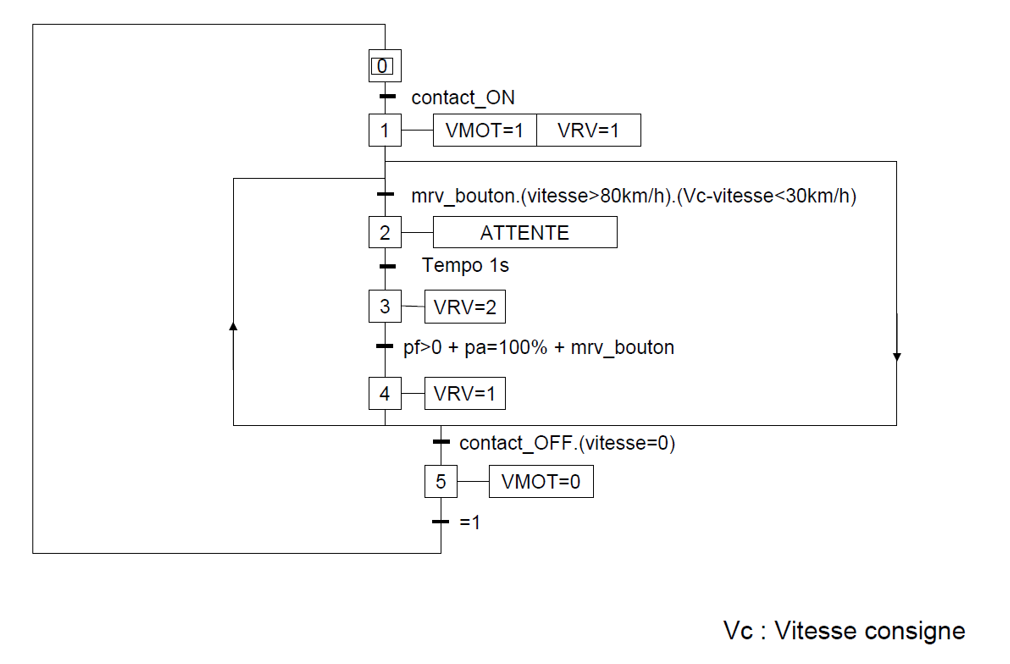 0
contact_ON
1 VMOT=1 VRV=1
mrv_bouton.(vitesse>80km/h).(Vc-vitesse<30km/h)
2 ATTENTE
Tempo 1s
3 VRV=2
pf>0 + pa=100% + mrv_bouton
4 VRV=1
contact_OFF.(vitesse=0)
5 VMOT=0
=1
Vc : Vitesse consigne